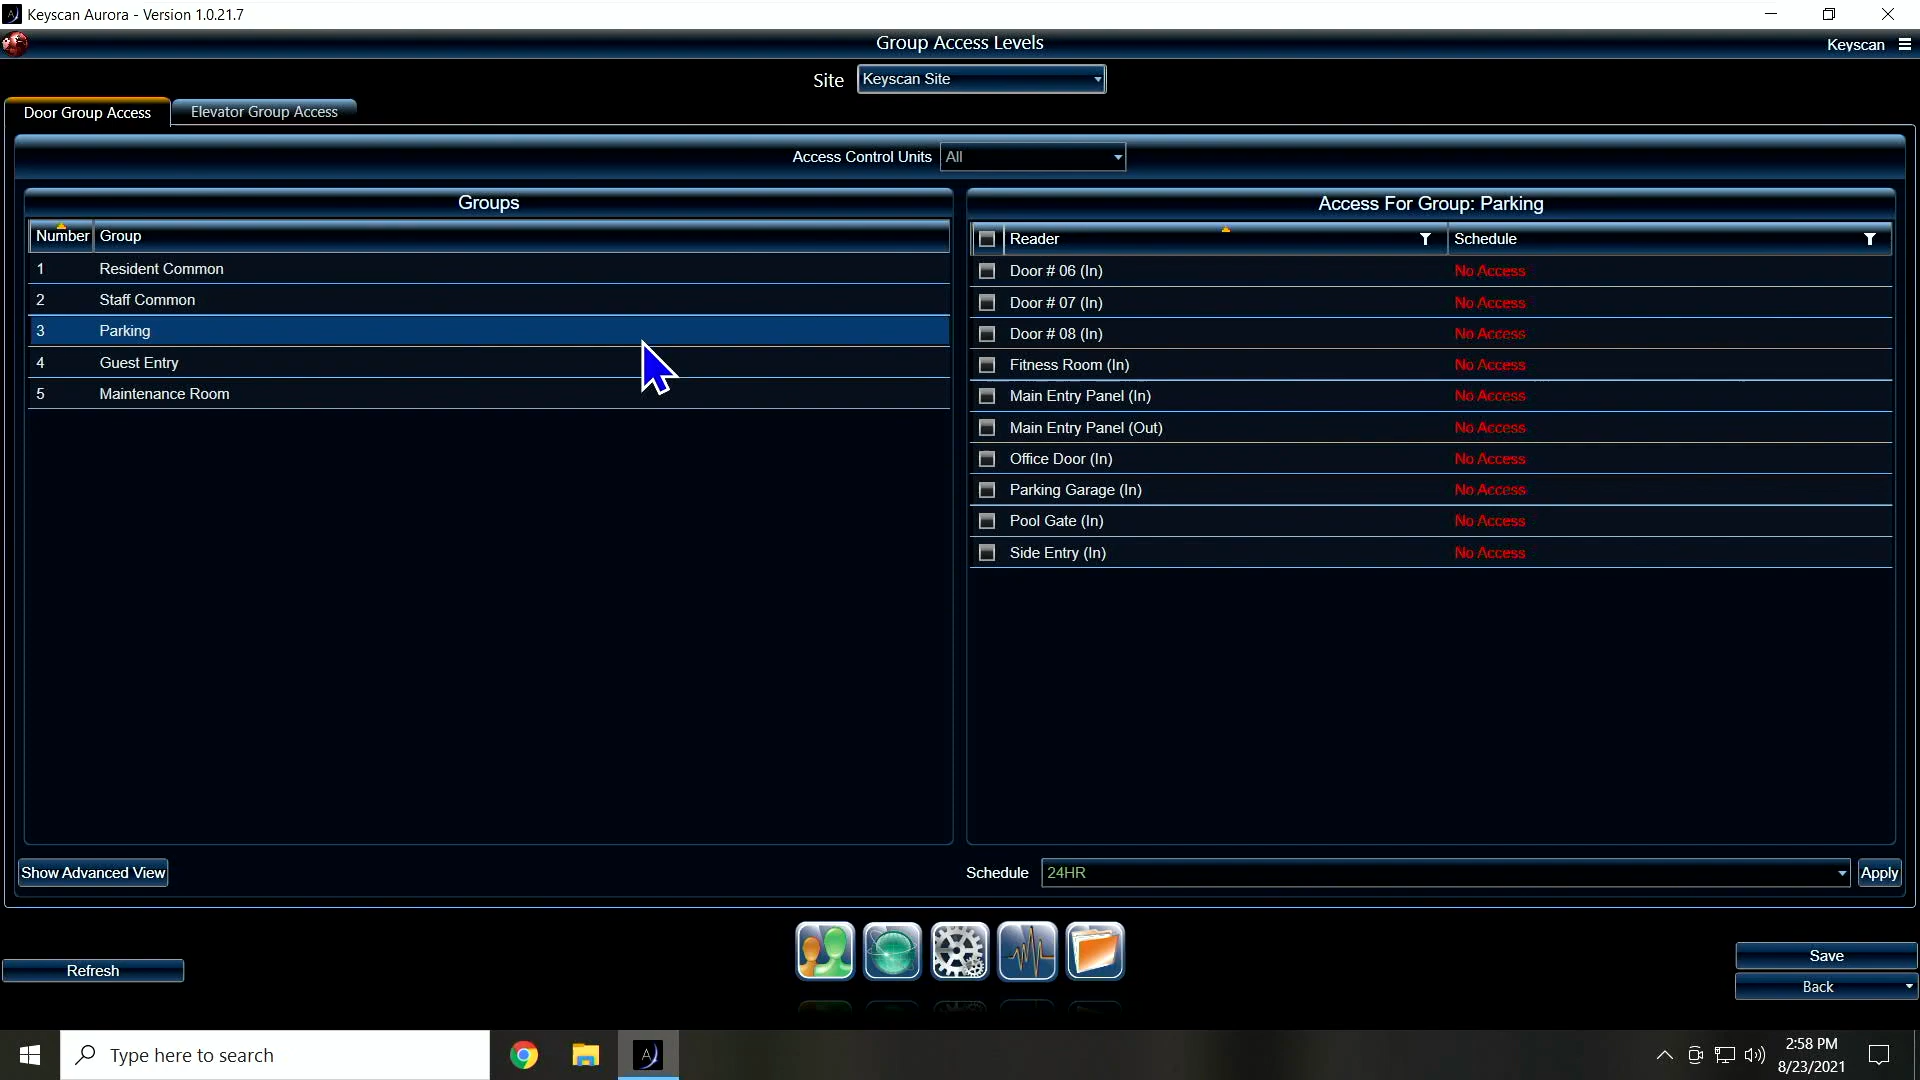 Keyscan Aurora - Version 1.0.21.7
Group Access Levels
Keyscan
Site Keyscan Site
Door Group Access Elevator Group Access
Access Control Units All
Groups
Number Group
1 Resident Common
2 Staff Common
3 Parking
4 Guest Entry
5 Maintenance Room
Access For Group: Parking
Reader Schedule
Door # 06 (In) No Access
Door # 07 (In) No Access
Door # 08 (In) No Access
Fitness Room (In) No Access
Main Entry Panel (In) No Access
Main Entry Panel (Out) No Access
Office Door (In) No Access
Parking Garage (In) No Access
Pool Gate (In) No Access
Side Entry (In) No Access
Show Advanced View
Schedule 24HR Apply
Refresh
Save
Back
Type here to search
2:58 PM
8/23/2021